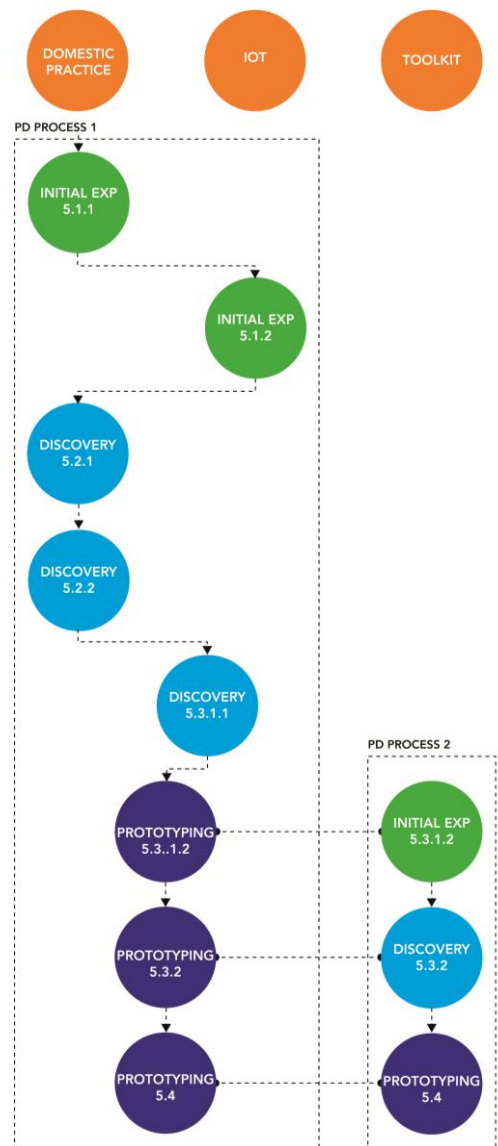 DOMESTIC
PRACTICE
IOT
TOOLKIT
PD PROCESS 1
INITIAL EXP
5.1.1
INITIAL EXP
5.1.2
DISCOVERY
5.2.1
DISCOVERY
5.2.2
DISCOVERY
5.3.1.1
PD PROCESS 2
PROTOTYPING
5.3..1.2
INITIAL EXP
5.3.1.2
PROTOTYPING
5.3.2
DISCOVERY
5.3.2
PROTOTYPING
5.4
PROTOTYPING
5.4